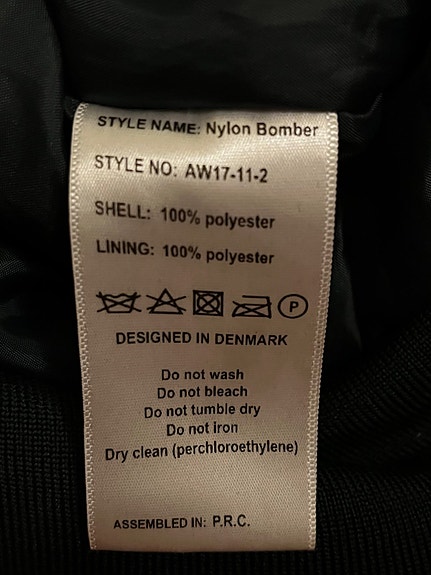 STYLE NAME: Nylon Bomber
STYLE NO: AW17-11-2
SHELL: 100% polyester
LINING: 100% polyester
P
DESIGNED IN DENMARK
Do not wash
Do not bleach
Do not tumble dry
Do not iron
Dry clean (perchloroethylene)
ASSEMBLED IN: P.R.C.